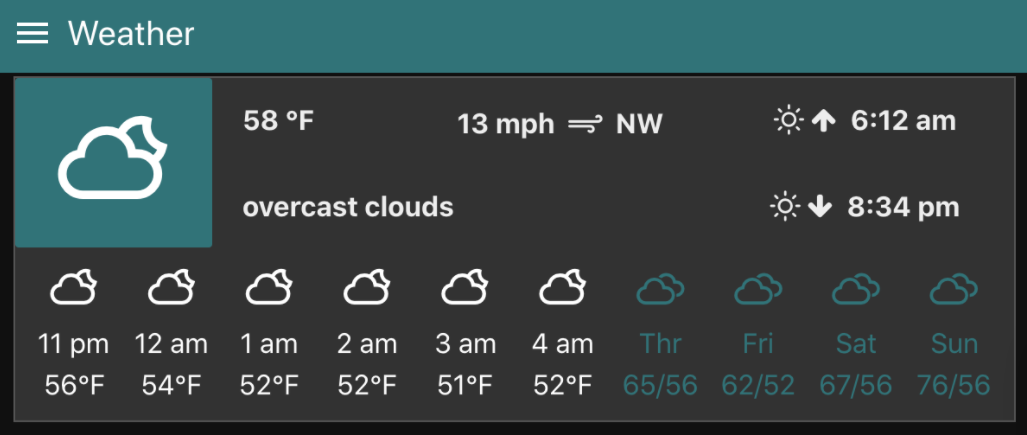 Weather
58 °F 13 mph NW 6:12 am
overcast clouds 8:34 pm
11 pm 12 am 1 am 2 am 3 am 4 am Thr Fri Sat Sun
56°F 54°F 52°F 52°F 51°F 52°F 65/56 62/52 67/56 76/56